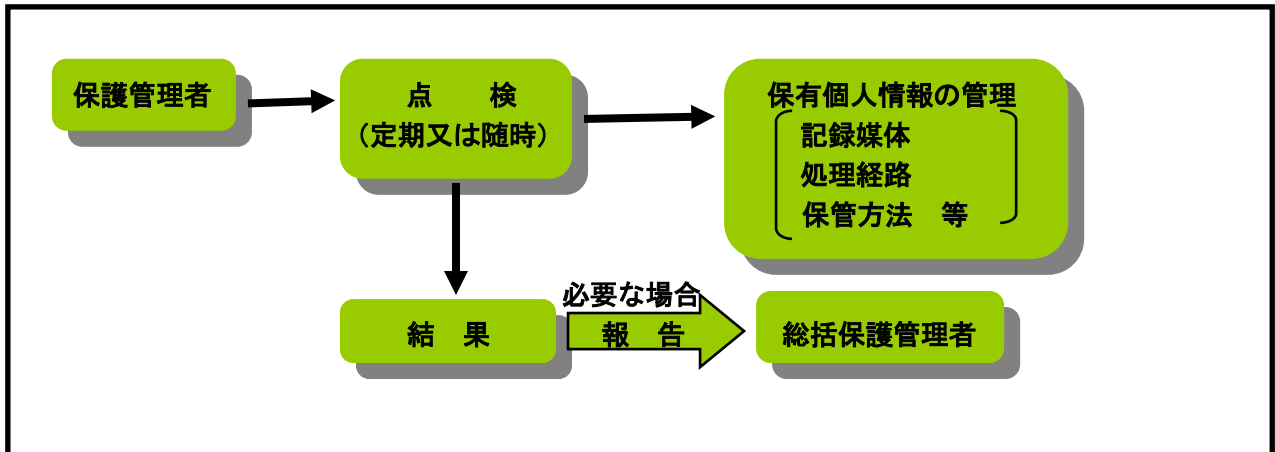 保護管理者
点　　検
（定期又は随時）
保有個人情報の管理
記録媒体
処理経路
保管方法　等
結　果
必要な場合
報　告
総括保護管理者